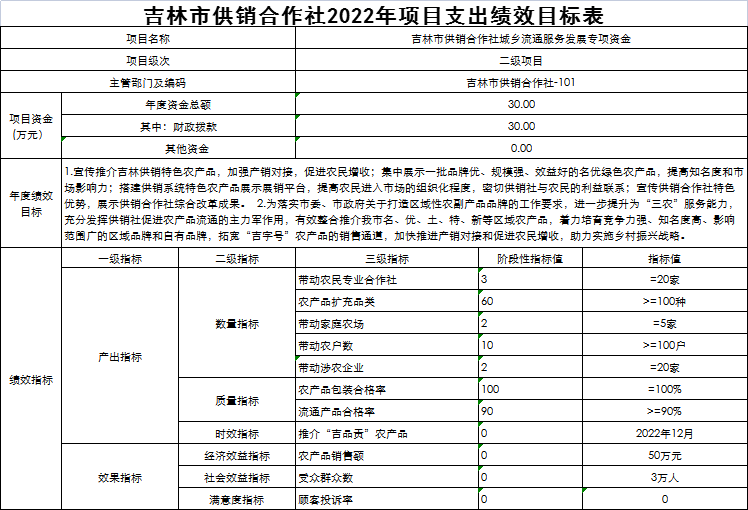 吉林市供销合作社2022年项目支出绩效目标表
项目名称 吉林市供销合作社城乡流通服务发展专项资金
项目级次 二级项目
主管部门及编码 吉林市供销合作社-101
项目资金
(万元)
年度资金总额 30.00
其中：财政拨款 30.00
其他资金 0.00
年度绩效
目标
1.宣传推介吉林供销特色农产品，加强产销对接，促进农民增收；集中展示一批品牌优、规模强、效益好的名优绿色农产品，提高知名度和市
场影响力；搭建供销系统特色农产品展示展销平台，提高农民进入市场的组织化程度，密切供销社与农民的利益联系；宣传供销合作社特色
优势，展示供销合作社综合改革成果。 2.为落实市委、市政府关于打造区域性农副产品品牌的工作要求，进一步提升为“三农”服务能力，
充分发挥供销社促进农产品流通的主力军作用，有效整合推介我市名、优、土、特、新等区域农产品，着力培育竞争力强、知名度高、影响
范围广的区域品牌和自有品牌，拓宽“吉字号”农产品的销售通道，加快推进产销对接和促进农民增收，助力实施乡村振兴战略。
绩效指标
一级指标 二级指标 三级指标 阶段性指标值 指标值
产出指标
数量指标
带动农民专业合作社 3 =20家
农产品扩充品类 60 >=100种
带动家庭农场 2 =5家
带动农户数 10 >=100户
带动涉农企业 2 =20家
质量指标
农产品包装合格率 100 =100%
流通产品合格率 90 >=90%
时效指标 推介“吉品贡”农产品 0 2022年12月
效果指标
经济效益指标 农产品销售额 0 50万元
社会效益指标 受众群众数 0 3万人
满意度指标 顾客投诉率 0 0